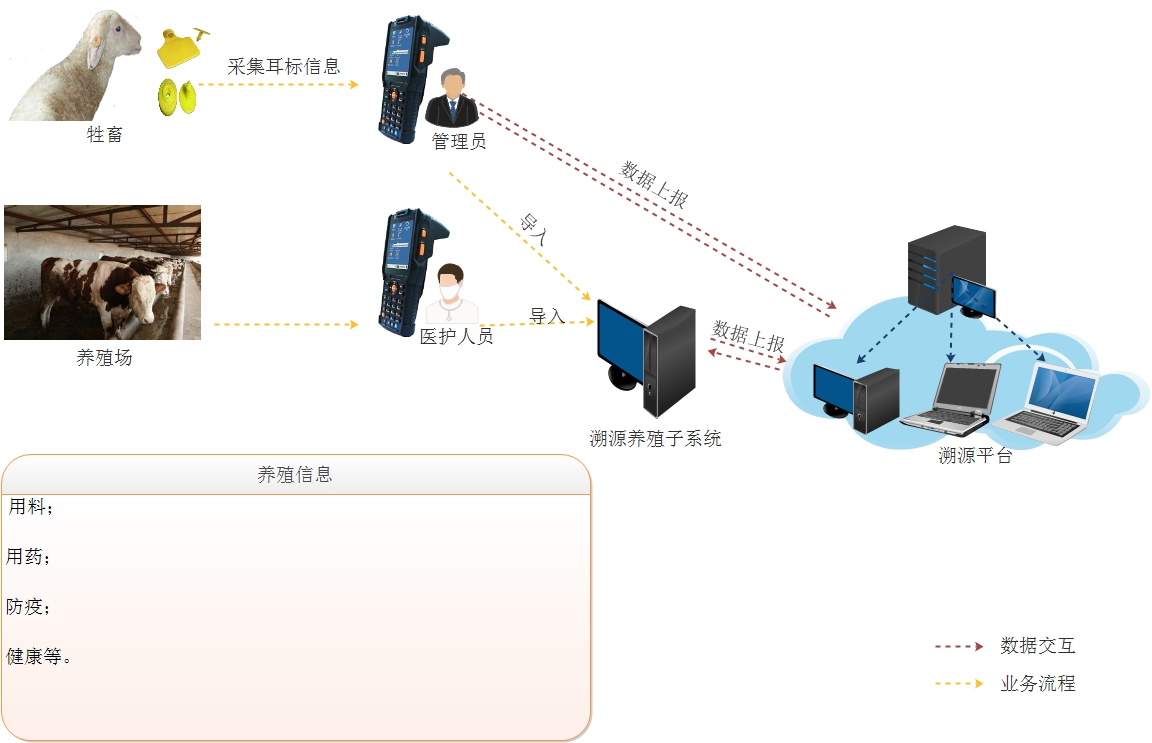 采集耳标信息
牲畜
管理员
数据上报
导入
养殖场
医护人员
导入
数据上报
溯源养殖子系统
溯源平台
养殖信息
用料；
用药；
防疫；
健康等。
数据交互
业务流程